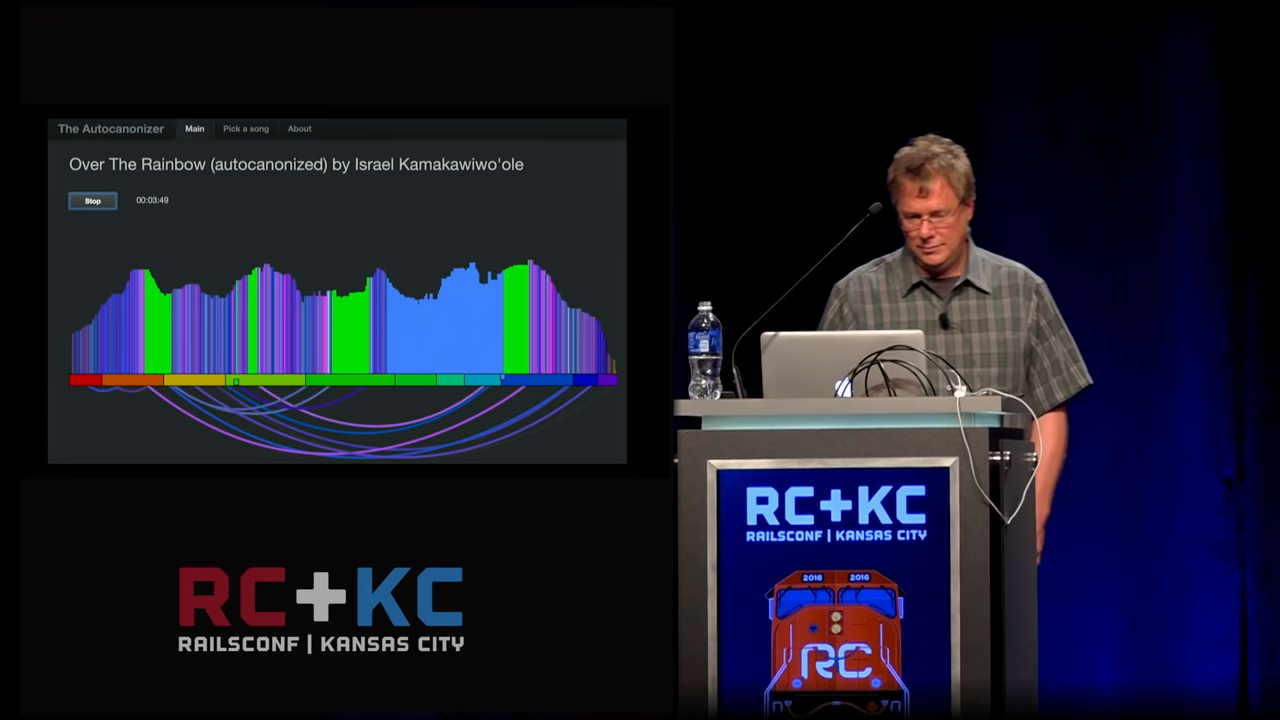 The Autocanonizer Main Pick a song About
Over The Rainbow (autocanonized) by Israel Kamakawiwo'ole
Stop 00:03:49
RC+KC
RAILSCONF | KANSAS CITY
RC+KC
RAILSCONF | KANSAS CITY
2016 2016
RC